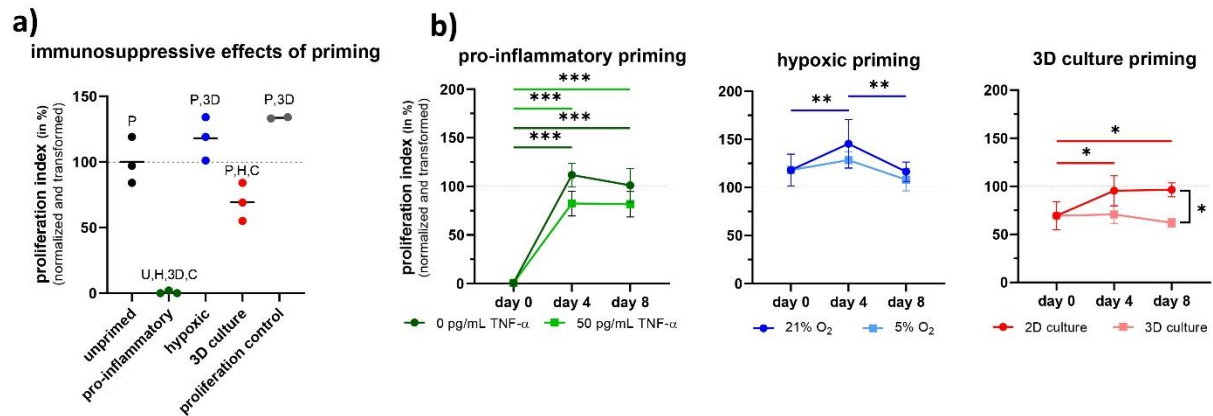 a)
immunosuppressive effects of priming
proliferation index (in %)
(normalized and transformed)
150
100
50
0
P
U,H,3D,C
P,3D
P,H,C
P,3D
unprimed
pro-inflammatory
hypoxic
3D culture
proliferation control
b)
pro-inflammatory priming
proliferation index (in %)
(normalized and transformed)
200
150
100
50
0
***
***
***
***
day 0 day 4 day 8
0 pg/mL TNF-α 50 pg/mL TNF-α
hypoxic priming
200
150
100
50
0
** **
day 0 day 4 day 8
21% O₂ 5% O₂
3D culture priming
200
150
100
50
0
*
*
*
day 0 day 4 day 8
2D culture 3D culture